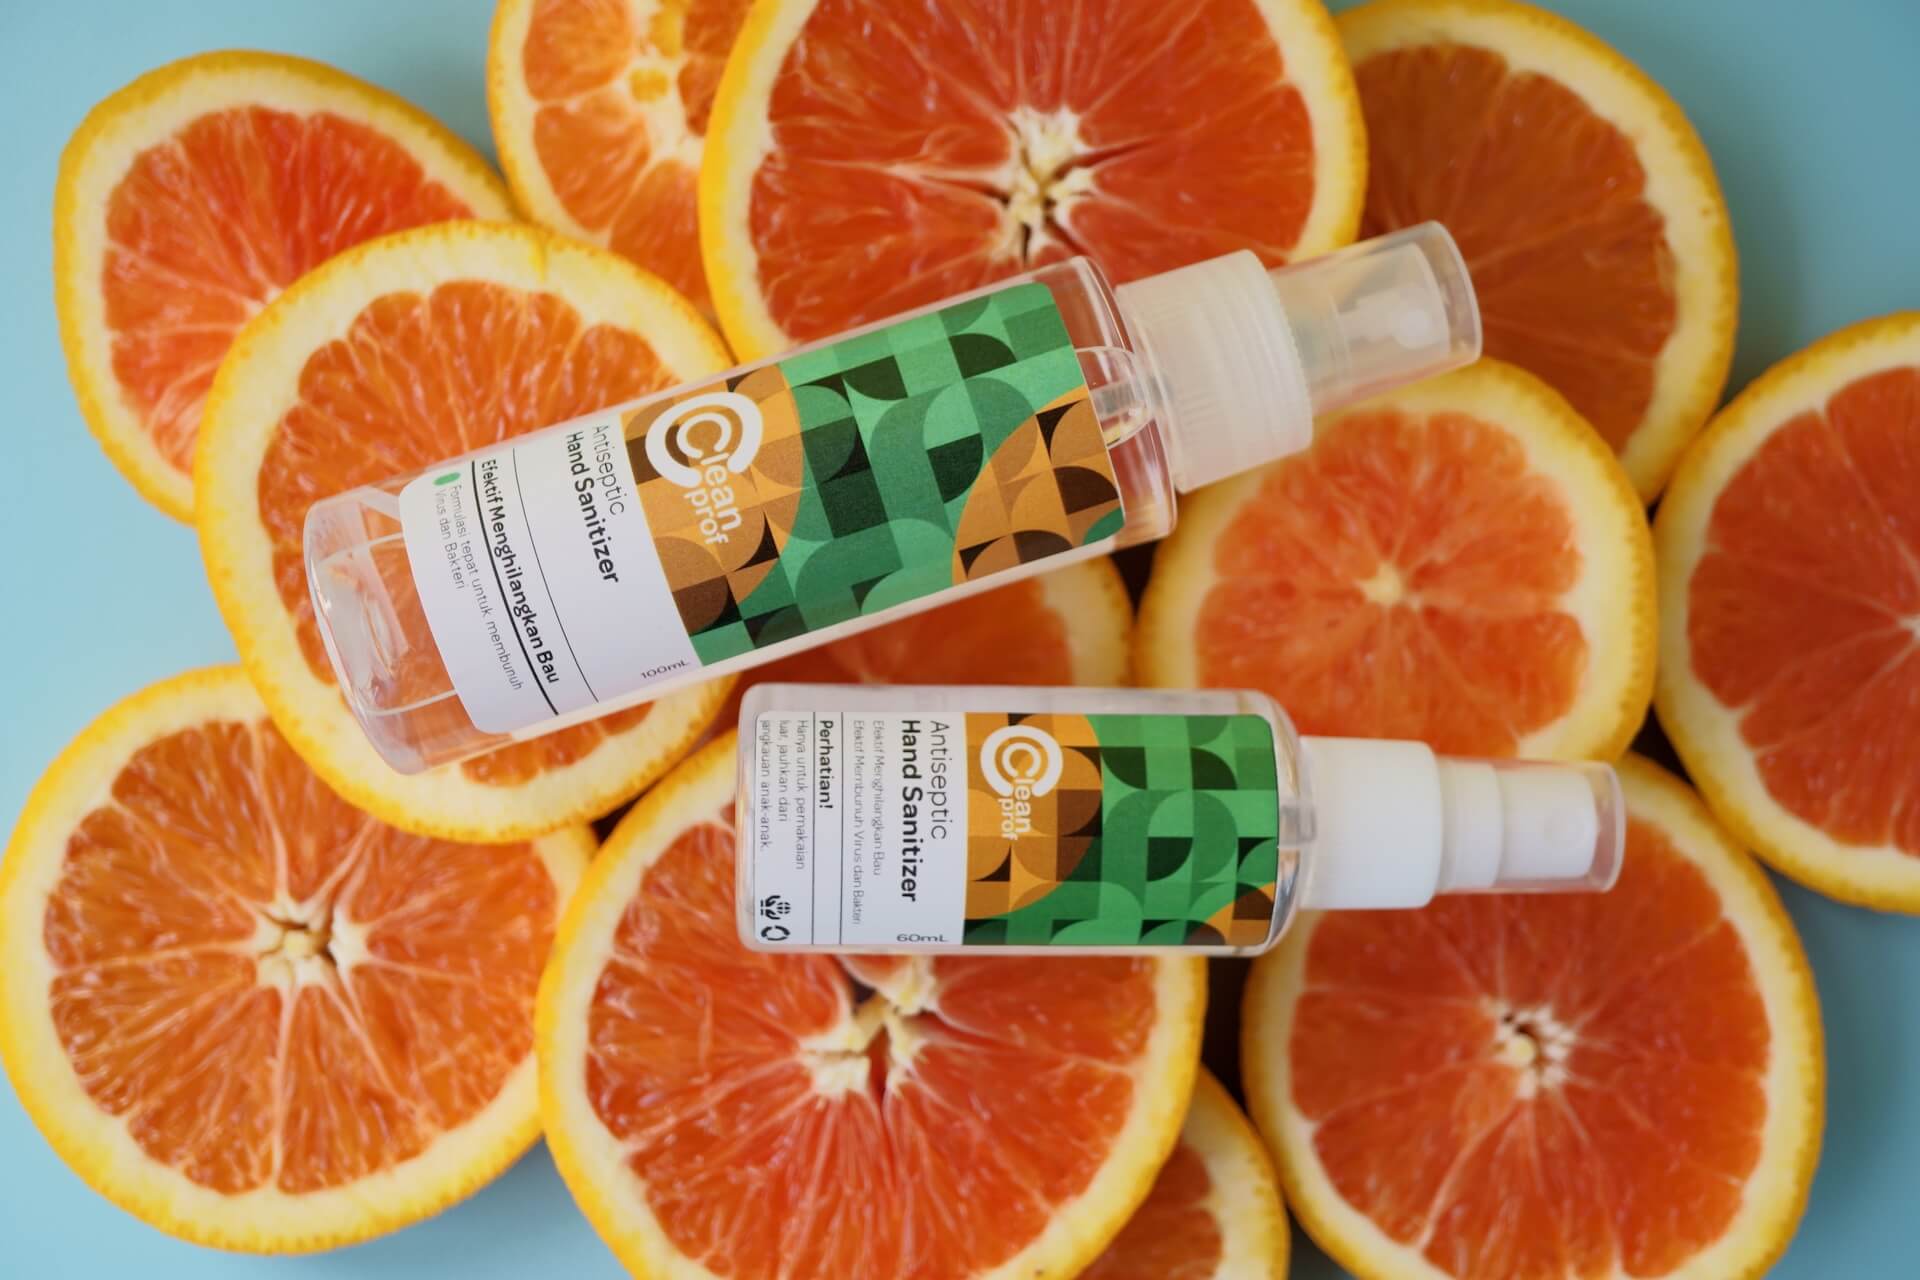 Clean
prof
Antiseptic
Hand Sanitizer
100mL
Efektif Menghilangkan Bau
Formulasi tepat untuk membunuh
Virus dan Bakteri
Clean
prof
Antiseptic
Hand Sanitizer
60mL
Efektif Menghilangkan Bau
Efektif Membunuh Virus dan Bakteri
Perhatian!
Hanya untuk pemakaian
luar, jauhkan dari
jangkauan anak-anak.